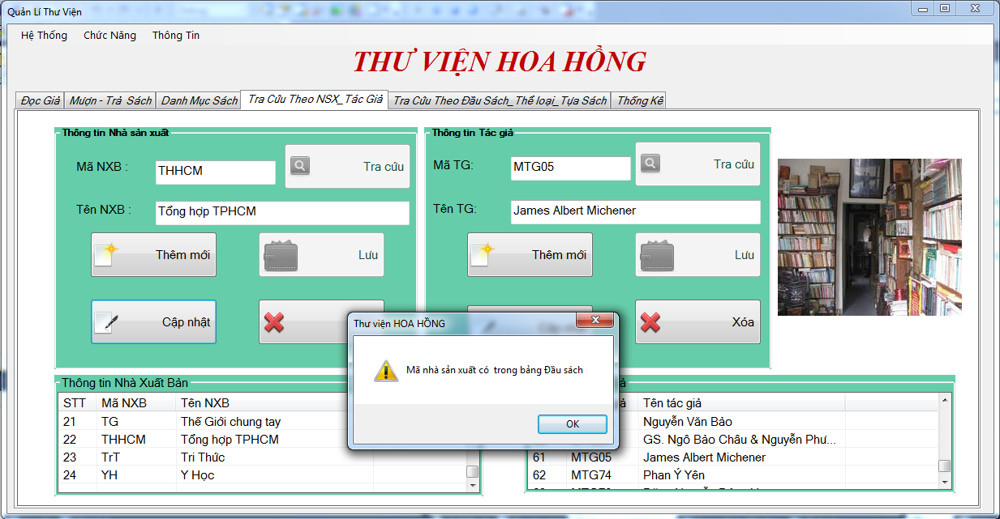 Quản Lí Thư Viện
Hệ Thống Chức Năng Thông Tin
THƯ VIỆN HOA HỒNG
Đọc Giả Mượn - Trả Sách Danh Mục Sách Tra Cứu Theo NSX_Tác Giả Tra Cứu Theo Đầu Sách_Thể loại_Tựa Sách Thống Kê
Thông tin Nhà sản xuất
Mã NXB :
THHCM
Tra cứu
Tên NXB :
Tổng hợp TPHCM
Thêm mới
Lưu
Cập nhật
Thông tin Tác giả
Mã TG:
MTG05
Tra cứu
Tên TG:
James Albert Michener
Thêm mới
Lưu
Xóa
Thư viện HOA HỒNG
Mã nhà sản xuất có trong bảng Đầu sách
OK
Thông tin Nhà Xuất Bản
STT Mã NXB Tên NXB
21 TG Thế Giới chung tay
22 THHCM Tổng hợp TPHCM
23 TrT Tri Thức
24 YH Y Học
Tên tác giả
Nguyễn Văn Bảo
GS. Ngô Bảo Châu & Nguyễn Phư...
61 MTG05 James Albert Michener
62 MTG74 Phan Ý Yên